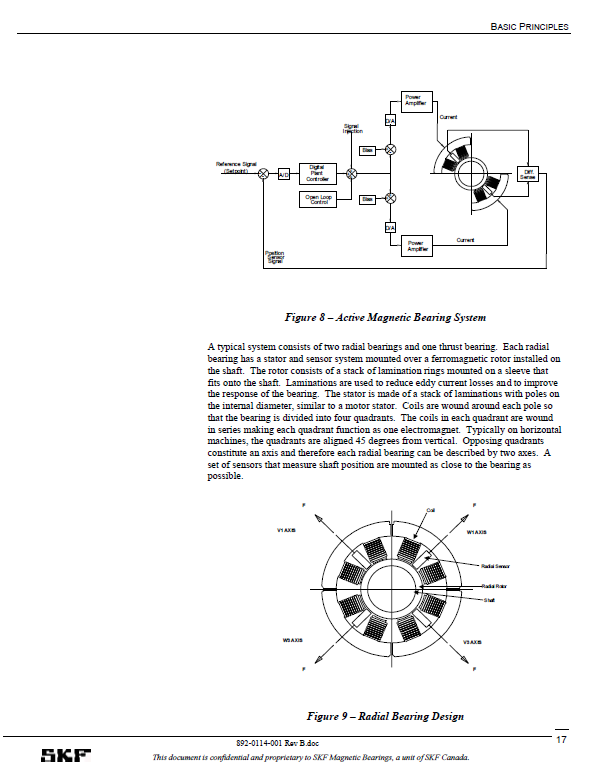 BASIC PRINCIPLES
Power
Amplifier
Current
D/A
Signal
Injection
Bias
Reference Signal
(Setpoint)
A/D
Digital
Plant
Controller
Diff.
Sense
Open Loop
Control
Bias
D/A
Power
Amplifier
Current
Position
Sensor
Signal
Figure 8 – Active Magnetic Bearing System
A typical system consists of two radial bearings and one thrust bearing. Each radial
bearing has a stator and sensor system mounted over a ferromagnetic rotor installed on
the shaft. The rotor consists of a stack of lamination rings mounted on a sleeve that
fits onto the shaft. Laminations are used to reduce eddy current losses and to improve
the response of the bearing. The stator is made of a stack of laminations with poles on
the internal diameter, similar to a motor stator. Coils are wound around each pole so
that the bearing is divided into four quadrants. The coils in each quadrant are wound
in series making each quadrant function as one electromagnet. Typically on horizontal
machines, the quadrants are aligned 45 degrees from vertical. Opposing quadrants
constitute an axis and therefore each radial bearing can be described by two axes. A
set of sensors that measure shaft position are mounted as close to the bearing as
possible.
F
F
Coil
V1 AXIS
W1 AXIS
Radial Sensor
Radial Rotor
Shaft
W3 AXIS
V3 AXIS
F
F
Figure 9 – Radial Bearing Design
892-0114-001 Rev B.doc
17
SKF
This document is confidential and proprietary to SKF Magnetic Bearings, a unit of SKF Canada.